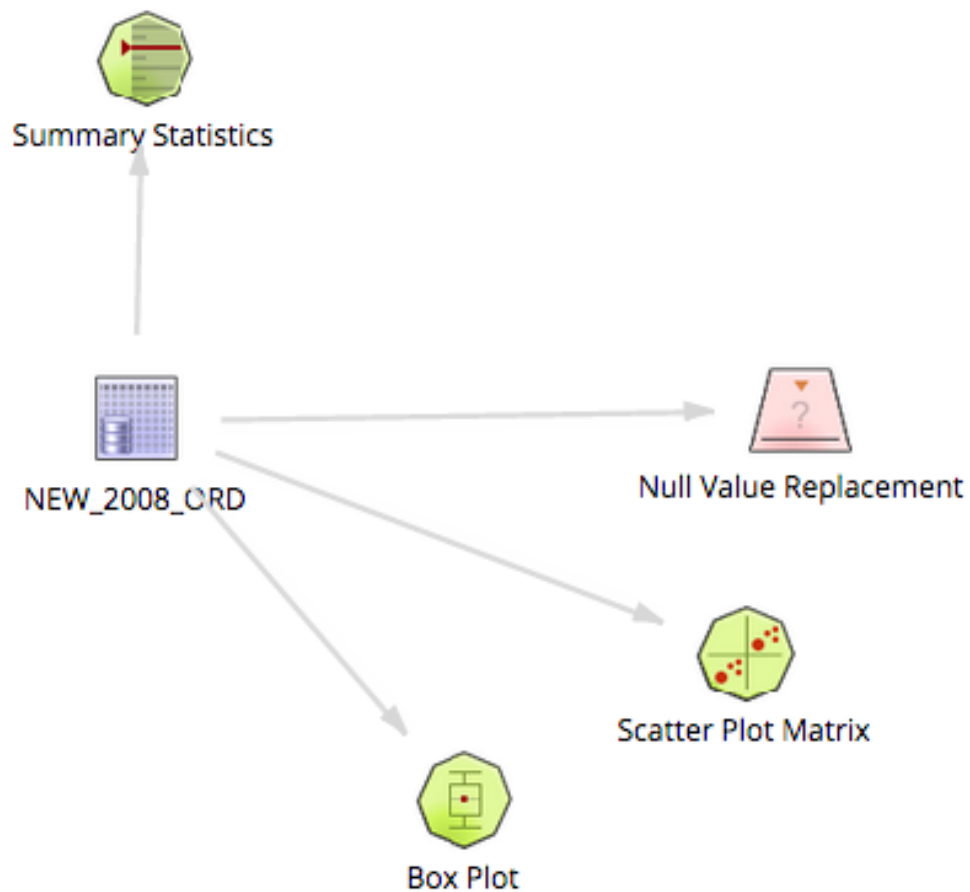 Summary Statistics
NEW_2008_ORD
?
Null Value Replacement
Scatter Plot Matrix
Box Plot